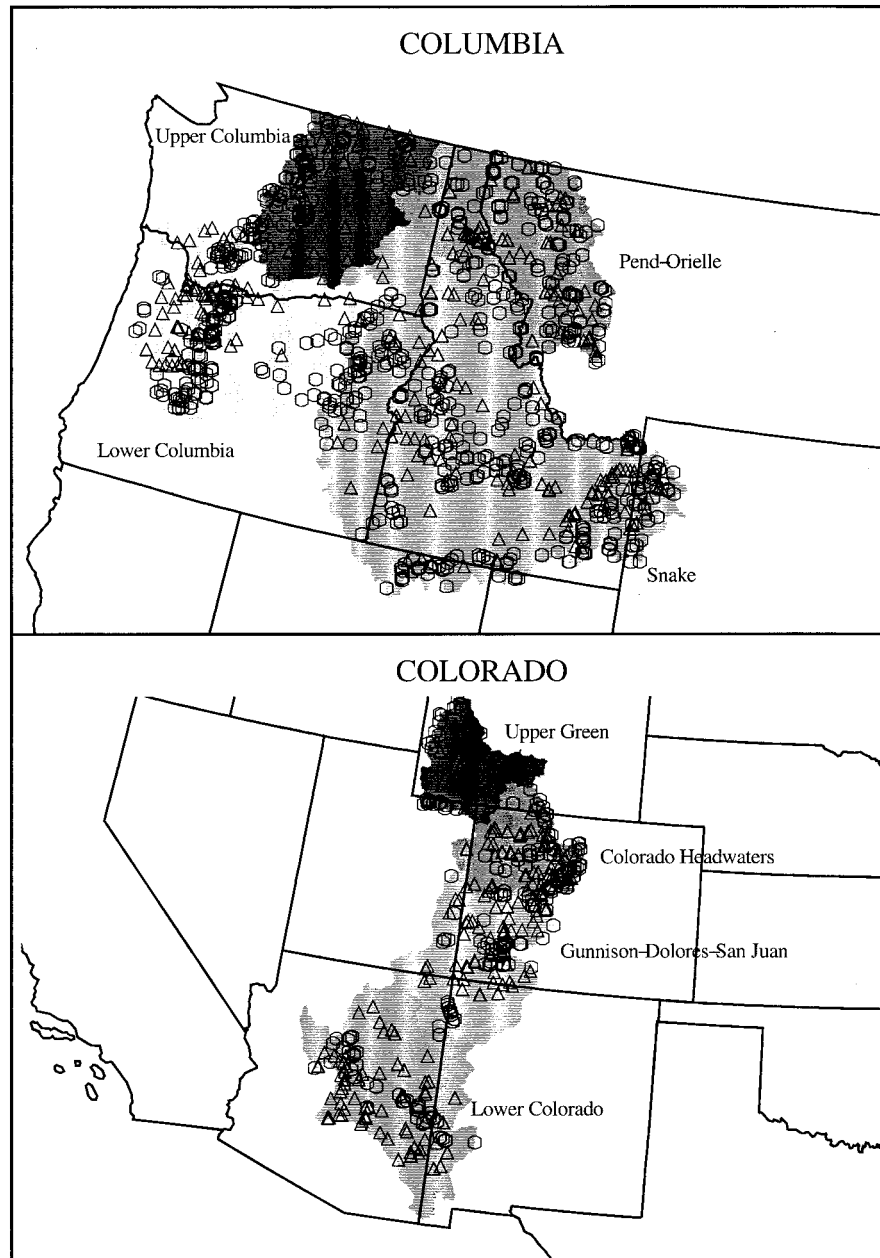 COLUMBIA
Upper Columbia
Pend-Orielle
Lower Columbia
Snake
COLORADO
Upper Green
Colorado Headwaters
Gunnison-Dolores-San Juan
Lower Colorado